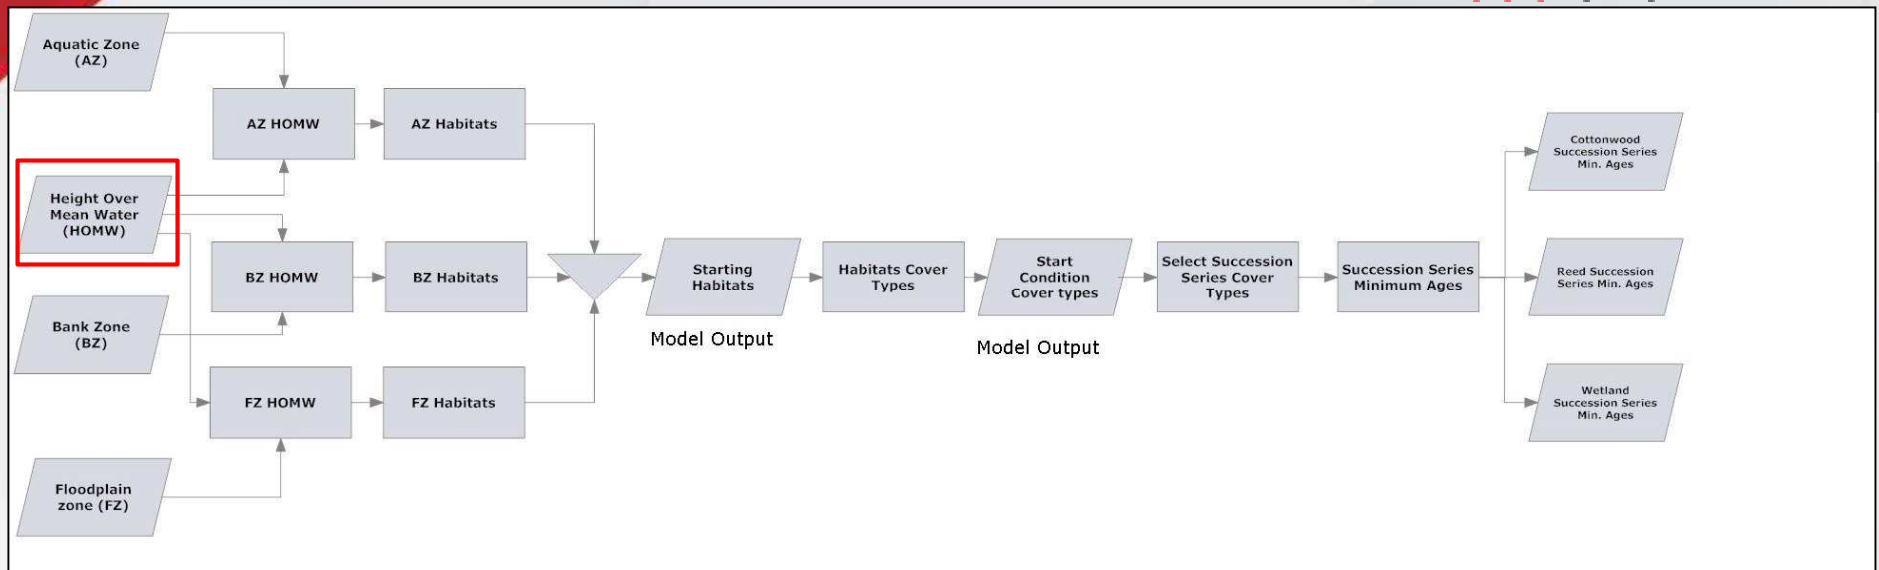 Aquatic Zone
(AZ)
AZ HOMW
AZ Habitats
Height Over
Mean Water
(HOMW)
BZ HOMW
BZ Habitats
Bank Zone
(BZ)
FZ HOMW
FZ Habitats
Floodplain
zone (FZ)
Starting
Habitats
Model Output
Habitats Cover
Types
Start
Condition
Cover types
Model Output
Select Succession
Series Cover
Types
Succession Series
Minimum Ages
Cottonwood
Succession Series
Min. Ages
Reed Succession
Series Min. Ages
Wetland
Succession Series
Min. Ages